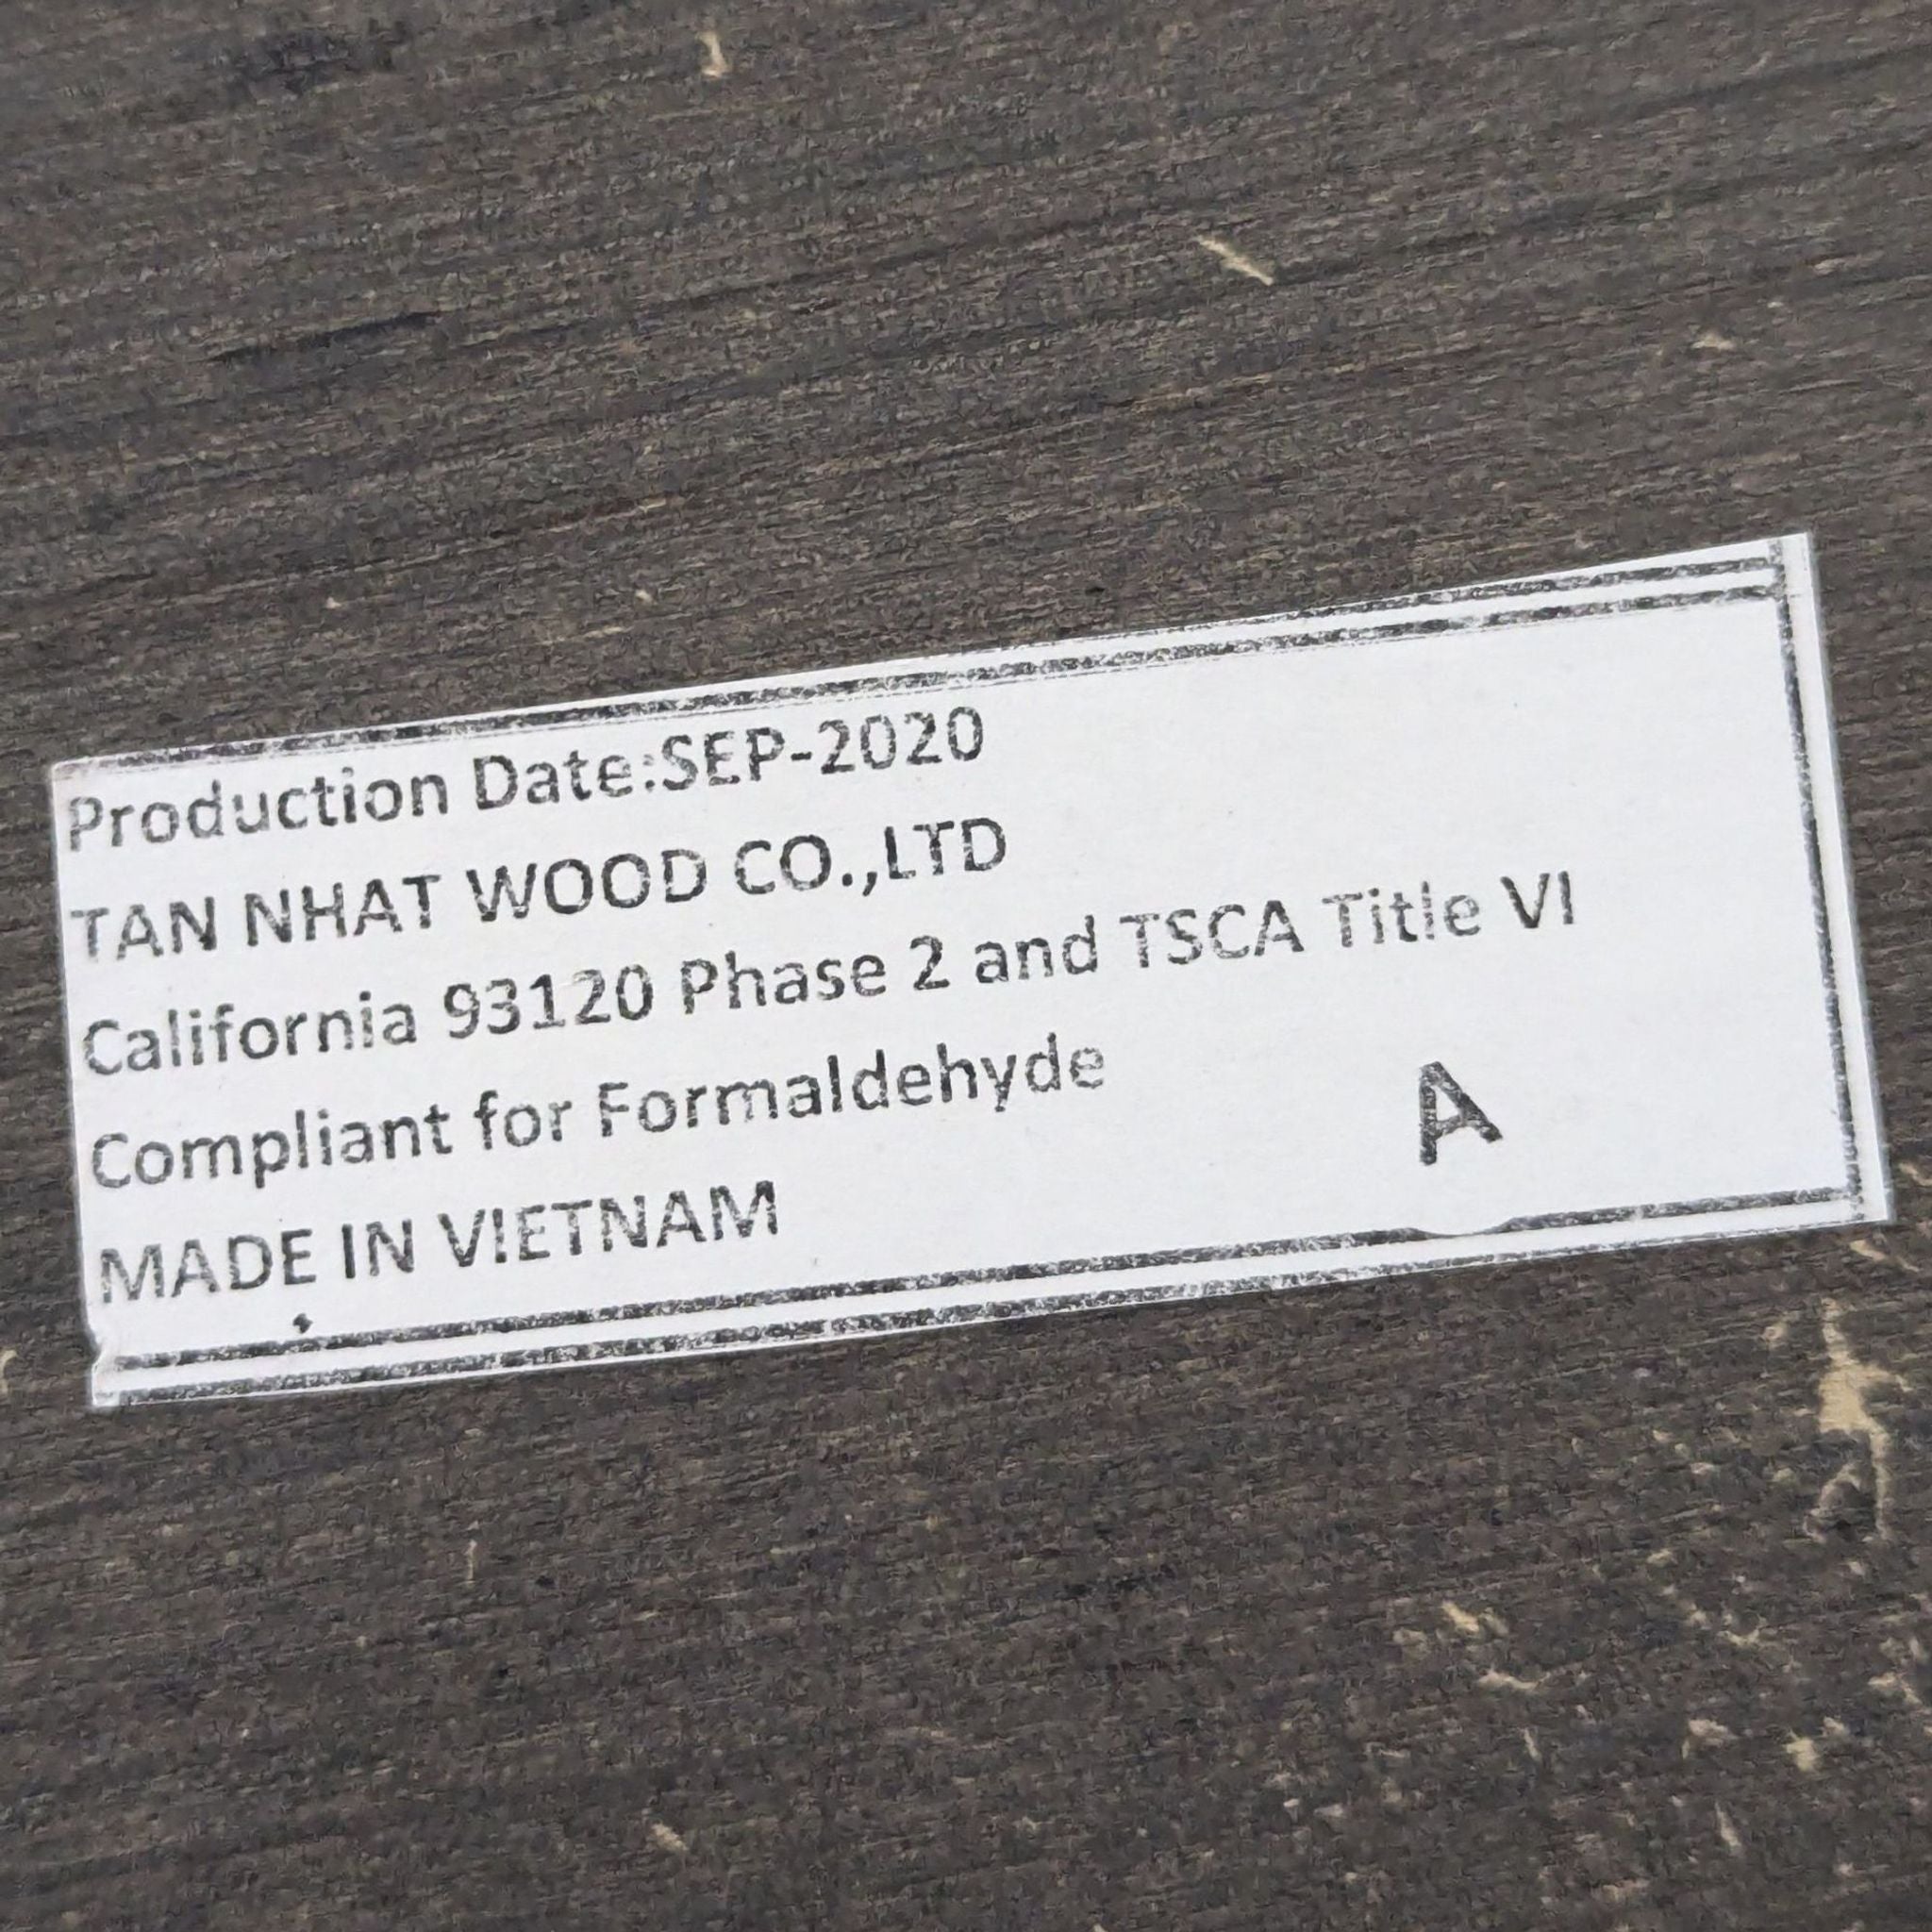 Production Date:SEP-2020
TAN NHAT WOOD CO.,LTD
California 93120 Phase 2 and TSCA Title VI
Compliant for Formaldehyde
A
MADE IN VIETNAM